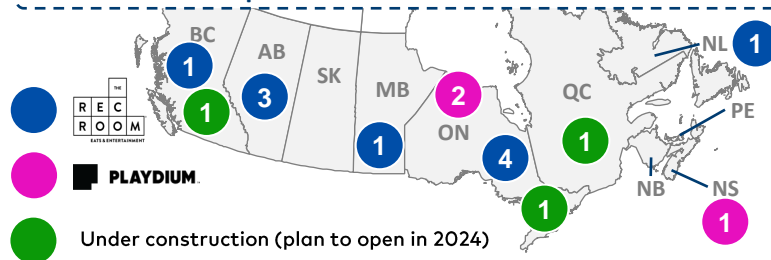 BC
NL
1
1
AB
SK
MB
2
QC
3
PE
1
ON
1
1
4
NB
NS
1
1
THE
REC
ROOM
EATS & ENTERTAINMENT
PLAYDIUM
Under construction (plan to open in 2024)